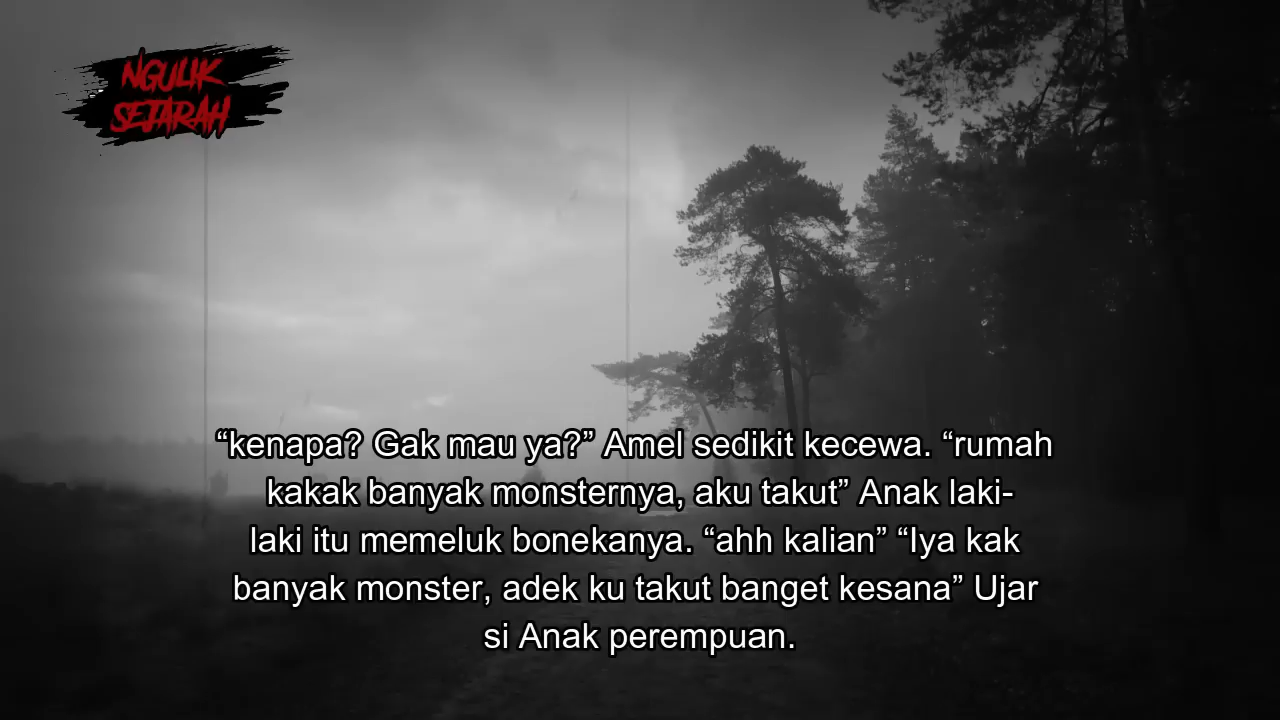 NGULIK
SEJARAH
“kenapa? Gak mau ya?” Amel sedikit kecewa. “rumah
kakak banyak monsternya, aku takut” Anak laki-
laki itu memeluk bonekanya. “ahh kalian” “Iya kak
banyak monster, adek ku takut banget kesana” Ujar
si Anak perempuan.